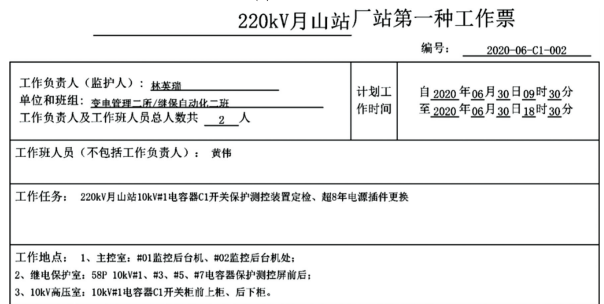 220kV月山站厂站第一种工作票
编号： 2020-06-C1-002
工作负责人（监护人）: 林英瑞
单位和班组: 变电管理二所/继保自动化二班
工作负责人及工作班人员总人数共 2 人
计划工作时间
自2020年06月30日09时30分
至2020年06月30日18时30分
工作班人员（不包括工作负责人）： 黄伟
工作任务： 220kV月山站10kV#1电容器C1开关保护测控装置定检、超8年电源插件更换
工作地点： 1、主控室：#01监控后台机、#02监控后台机处；
2、继电保护室：58P 10kV#1、#3、#5、#7电容器保护测控屏前后；
3、10kV高压室：10kV#1电容器C1开关柜前上柜、后下柜。